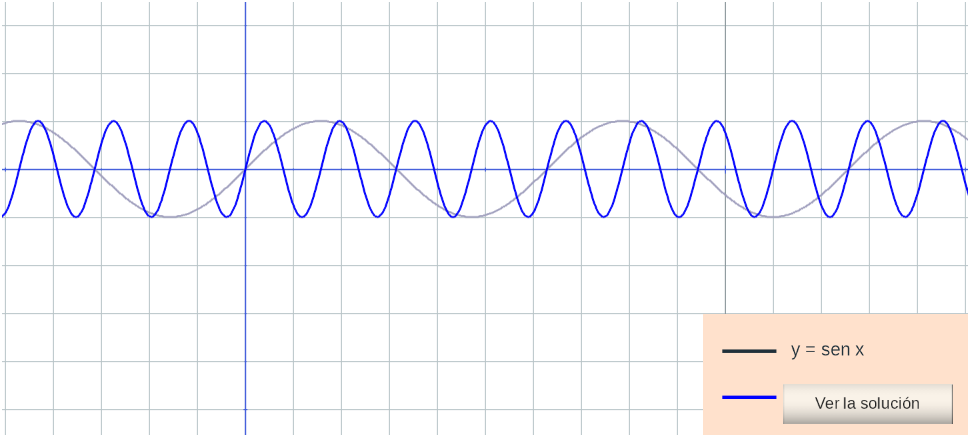 y = sen x
Ver la solución